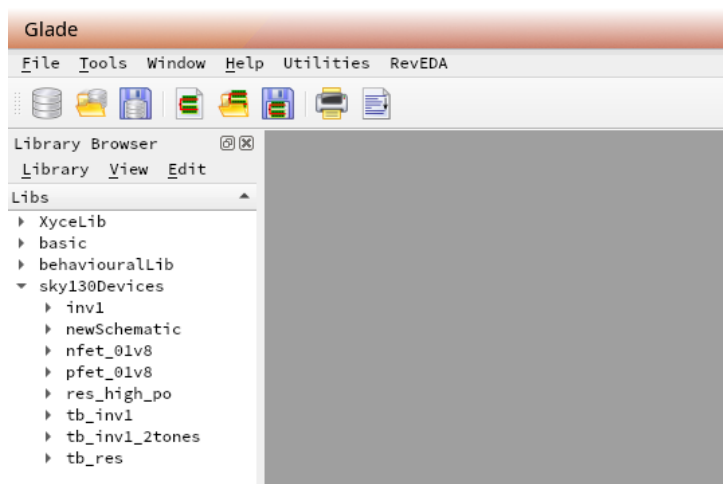 Glade
File Tools Window Help Utilities RevEDA
Library Browser
Library View Edit
Libs
XyceLib
basic
behaviouralLib
sky130Devices
inv1
newSchematic
nfet_01v8
pfet_01v8
res_high_po
tb_inv1
tb_inv1_2tones
tb_res